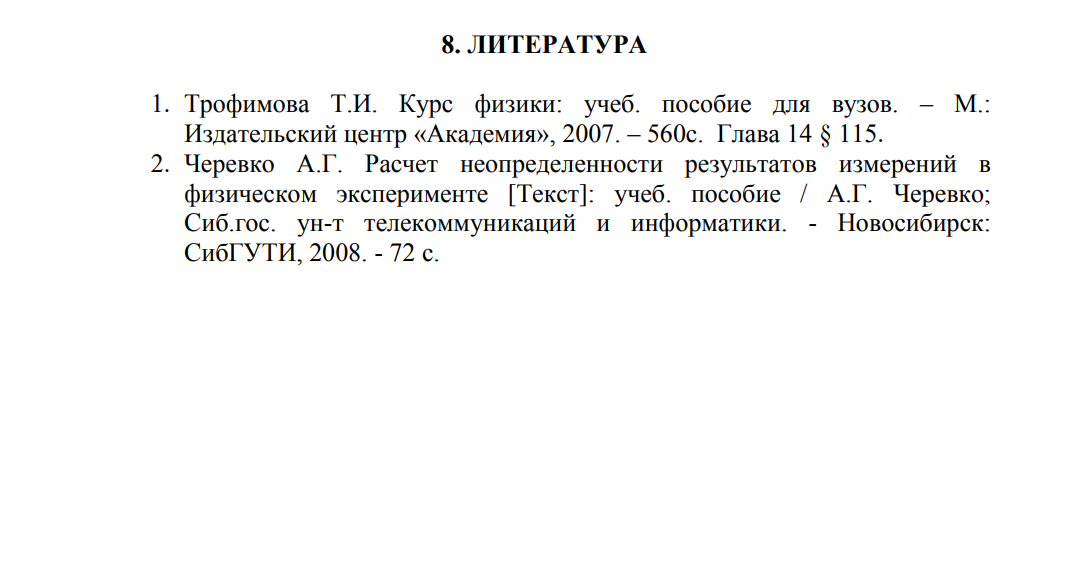 8. ЛИТЕРАТУРА
1. Трофимова Т.И. Курс физики: учеб. пособие для вузов. – М.:
Издательский центр «Академия», 2007. – 560с. Глава 14 § 115.
2. Черевко А.Г. Расчет неопределенности результатов измерений в
физическом эксперименте [Текст]: учеб. пособие / А.Г. Черевко;
Сиб.гос. ун-т телекоммуникаций и информатики. - Новосибирск:
СибГУТИ, 2008. - 72 с.